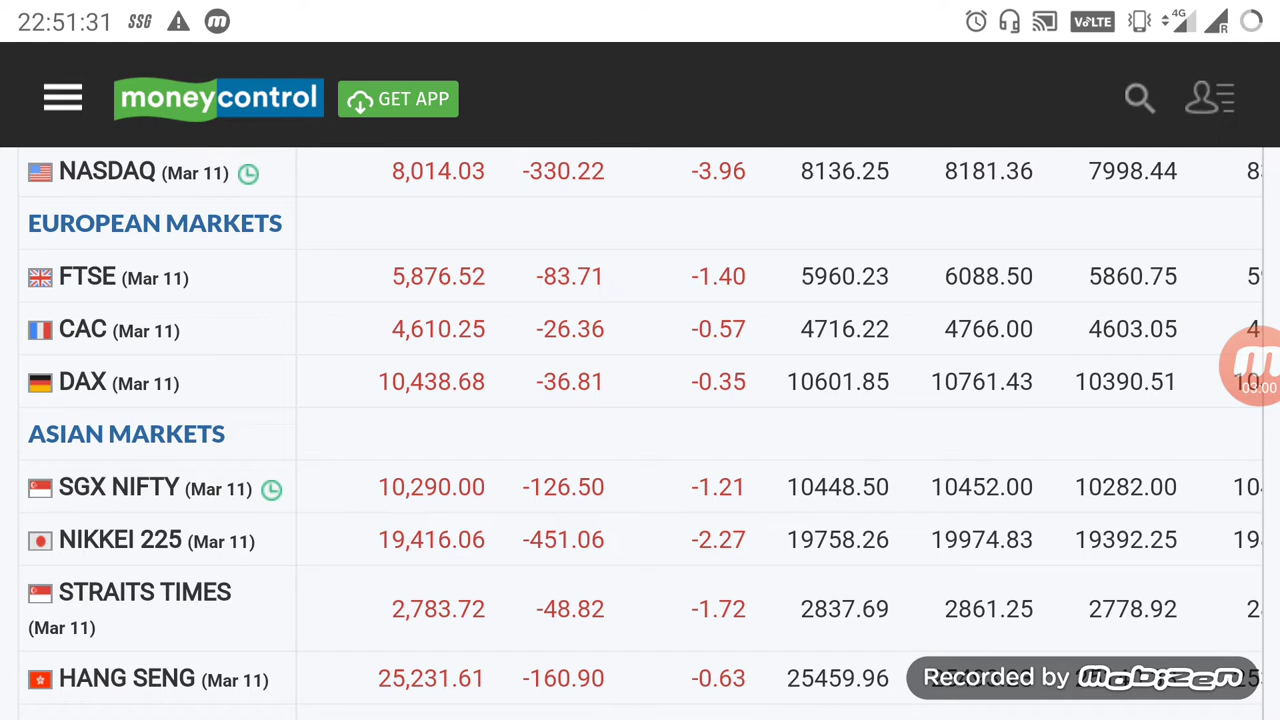 22:51:31 SSG VoLTE 4G R
moneycontrol GET APP
NASDAQ (Mar 11) 8,014.03 -330.22 -3.96 8136.25 8181.36 7998.44
EUROPEAN MARKETS
FTSE (Mar 11) 5,876.52 -83.71 -1.40 5960.23 6088.50 5860.75
CAC (Mar 11) 4,610.25 -26.36 -0.57 4716.22 4766.00 4603.05
DAX (Mar 11) 10,438.68 -36.81 -0.35 10601.85 10761.43 10390.51
03:00
ASIAN MARKETS
SGX NIFTY (Mar 11) 10,290.00 -126.50 -1.21 10448.50 10452.00 10282.00
NIKKEI 225 (Mar 11) 19,416.06 -451.06 -2.27 19758.26 19974.83 19392.25
STRAITS TIMES
(Mar 11) 2,783.72 -48.82 -1.72 2837.69 2861.25 2778.92
HANG SENG (Mar 11) 25,231.61 -160.90 -0.63 25459.96
Recorded by mobizen